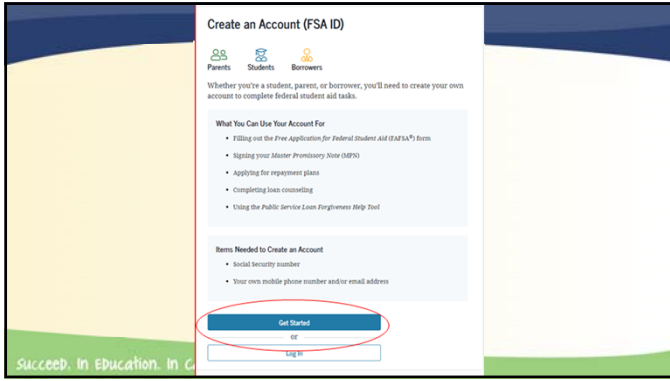 Create an Account (FSA ID)
Parents Students Borrowers
Whether you're a student, parent, or borrower, you'll need to create your own
account to complete federal student aid tasks.
What You Can Use Your Account For
• Filling out the Free Application for Federal Student Aid (FAFSA®) form
• Signing your Master Promissory Note (MPN)
• Applying for repayment plans
• Completing loan counseling
• Using the Public Service Loan Forgiveness Help Tool
Items Needed to Create an Account
• Social Security number
• Your own mobile phone number and/or email address
Get Started
or
Log In
Succeed. In Education. In